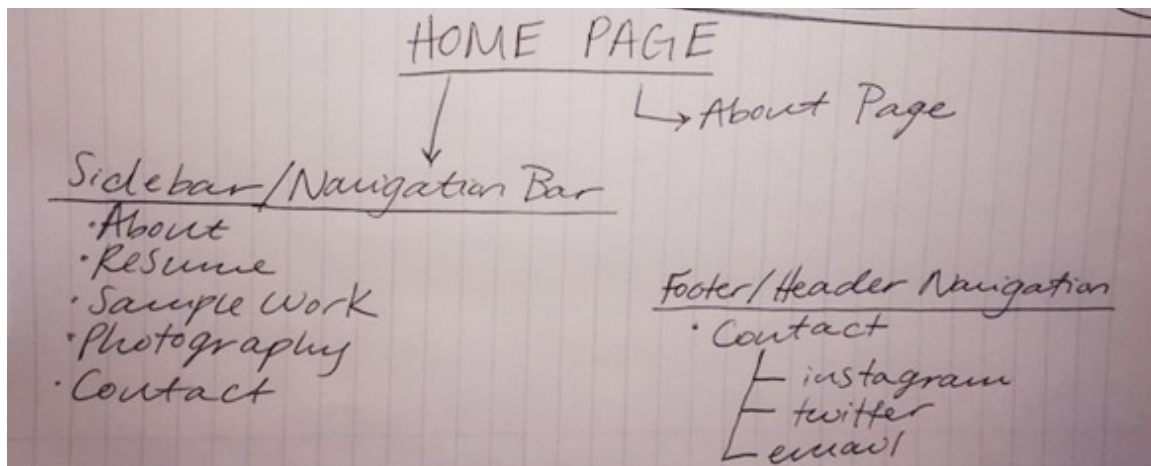 HOME PAGE
About Page
Sidebar/Navigation Bar
• About
• Resume
• Sample Work
• Photography
• Contact
Footer/Header Navigation
• Contact
instagram
twitter
email